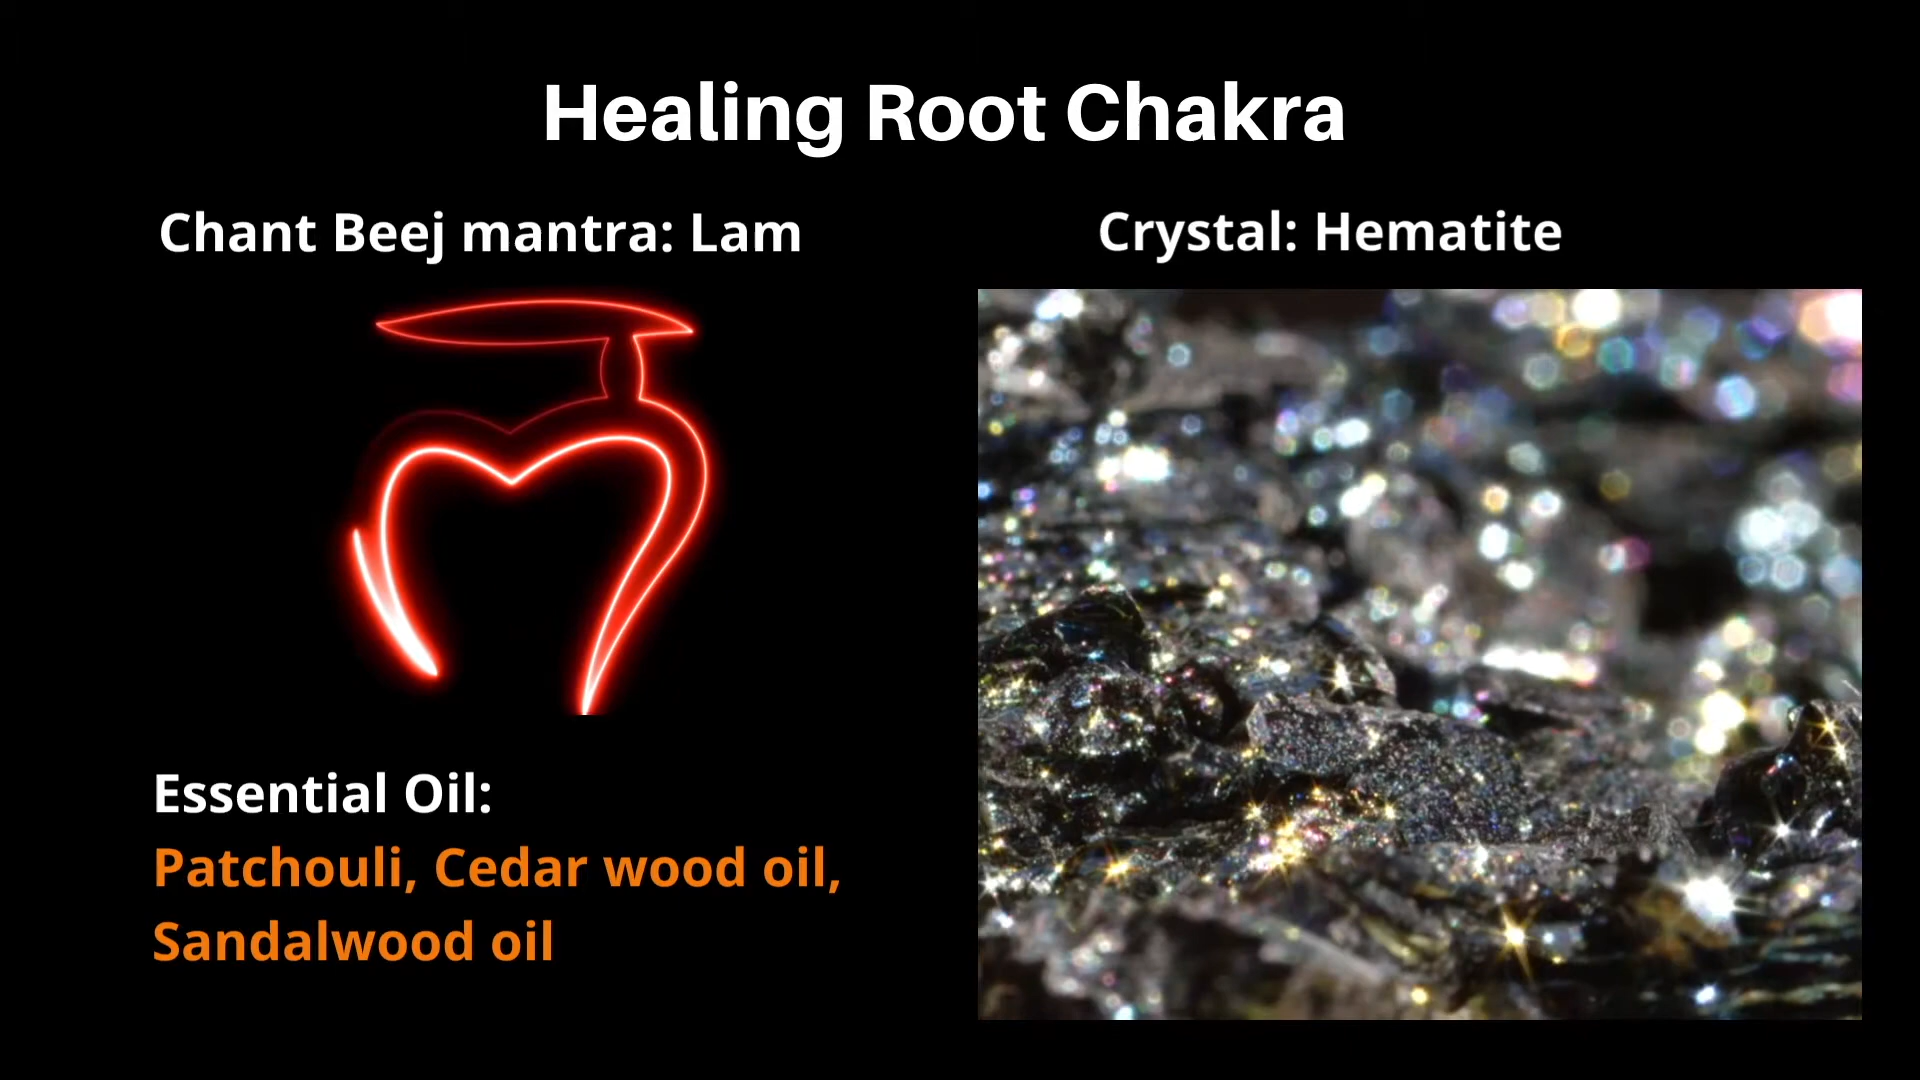 Healing Root Chakra
Chant Beej mantra: Lam
Crystal: Hematite
ल
Essential Oil:
Patchouli, Cedar wood oil,
Sandalwood oil